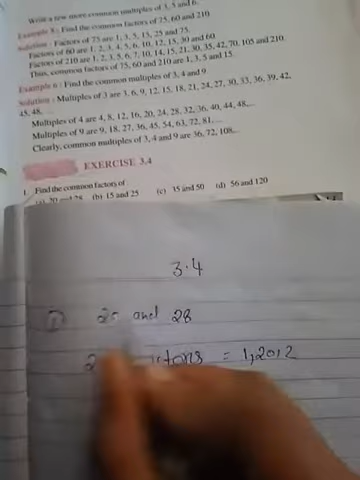 Write a few more common multiples of 3, 5 and 6.
Example 5 : Find the common factors of 75, 60 and 210.
Solution : Factors of 75 are 1, 3, 5, 15, 25 and 75.
Factors of 60 are 1, 2, 3, 4, 5, 6, 10, 12, 15, 30 and 60.
Factors of 210 are 1, 2, 3, 5, 6, 7, 10, 14, 15, 21, 30, 35, 42, 70, 105 and 210.
Thus, common factors of 75, 60 and 210 are 1, 3, 5 and 15.
Example 6 : Find the common multiples of 3, 4 and 9.
Solution : Multiples of 3 are 3, 6, 9, 12, 15, 18, 21, 24, 27, 30, 33, 36, 39, 42,
45, 48, ...
Multiples of 4 are 4, 8, 12, 16, 20, 24, 28, 32, 36, 40, 44, 48,...
Multiples of 9 are 9, 18, 27, 36, 45, 54, 63, 72, 81, ...
Clearly, common multiples of 3, 4 and 9 are 36, 72, 108,...
EXERCISE 3.4
1. Find the common factors of :
(a) 20 and 28 (b) 15 and 25 (c) 35 and 50 (d) 56 and 120
3.4
and 28
= 1,20,2